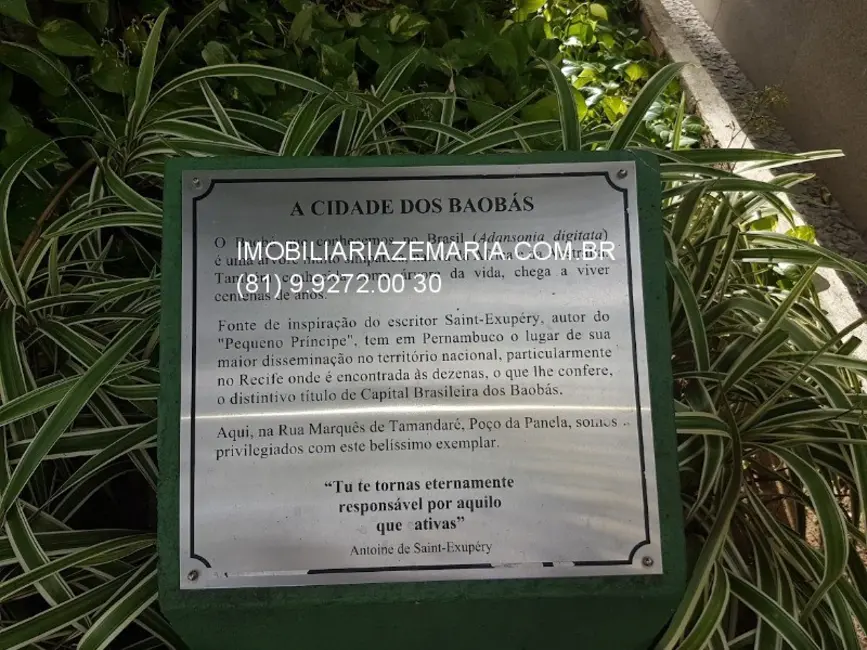 A CIDADE DOS BAOBÁS
O que conhecemos no Brasil (Adansonia digitata)
IMOBILIARIAZEMARIA.COM.BR
é uma árvore
(81) 9.9272.00 30
da vida, chega a viver
centenas de anos.
Fonte de inspiração do escritor Saint-Exupéry, autor do
"Pequeno Príncipe", tem em Pernambuco o lugar de sua
maior disseminação no território nacional, particularmente
no Recife onde é encontrada às dezenas, o que lhe confere,
o distintivo título de Capital Brasileira dos Baobás.
Aqui, na Rua Marquês de Tamandaré, Poço da Panela, somos
privilegiados com este belíssimo exemplar.
“Tu te tornas eternamente
responsável por aquilo
que ativas”
Antoine de Saint-Exupéry